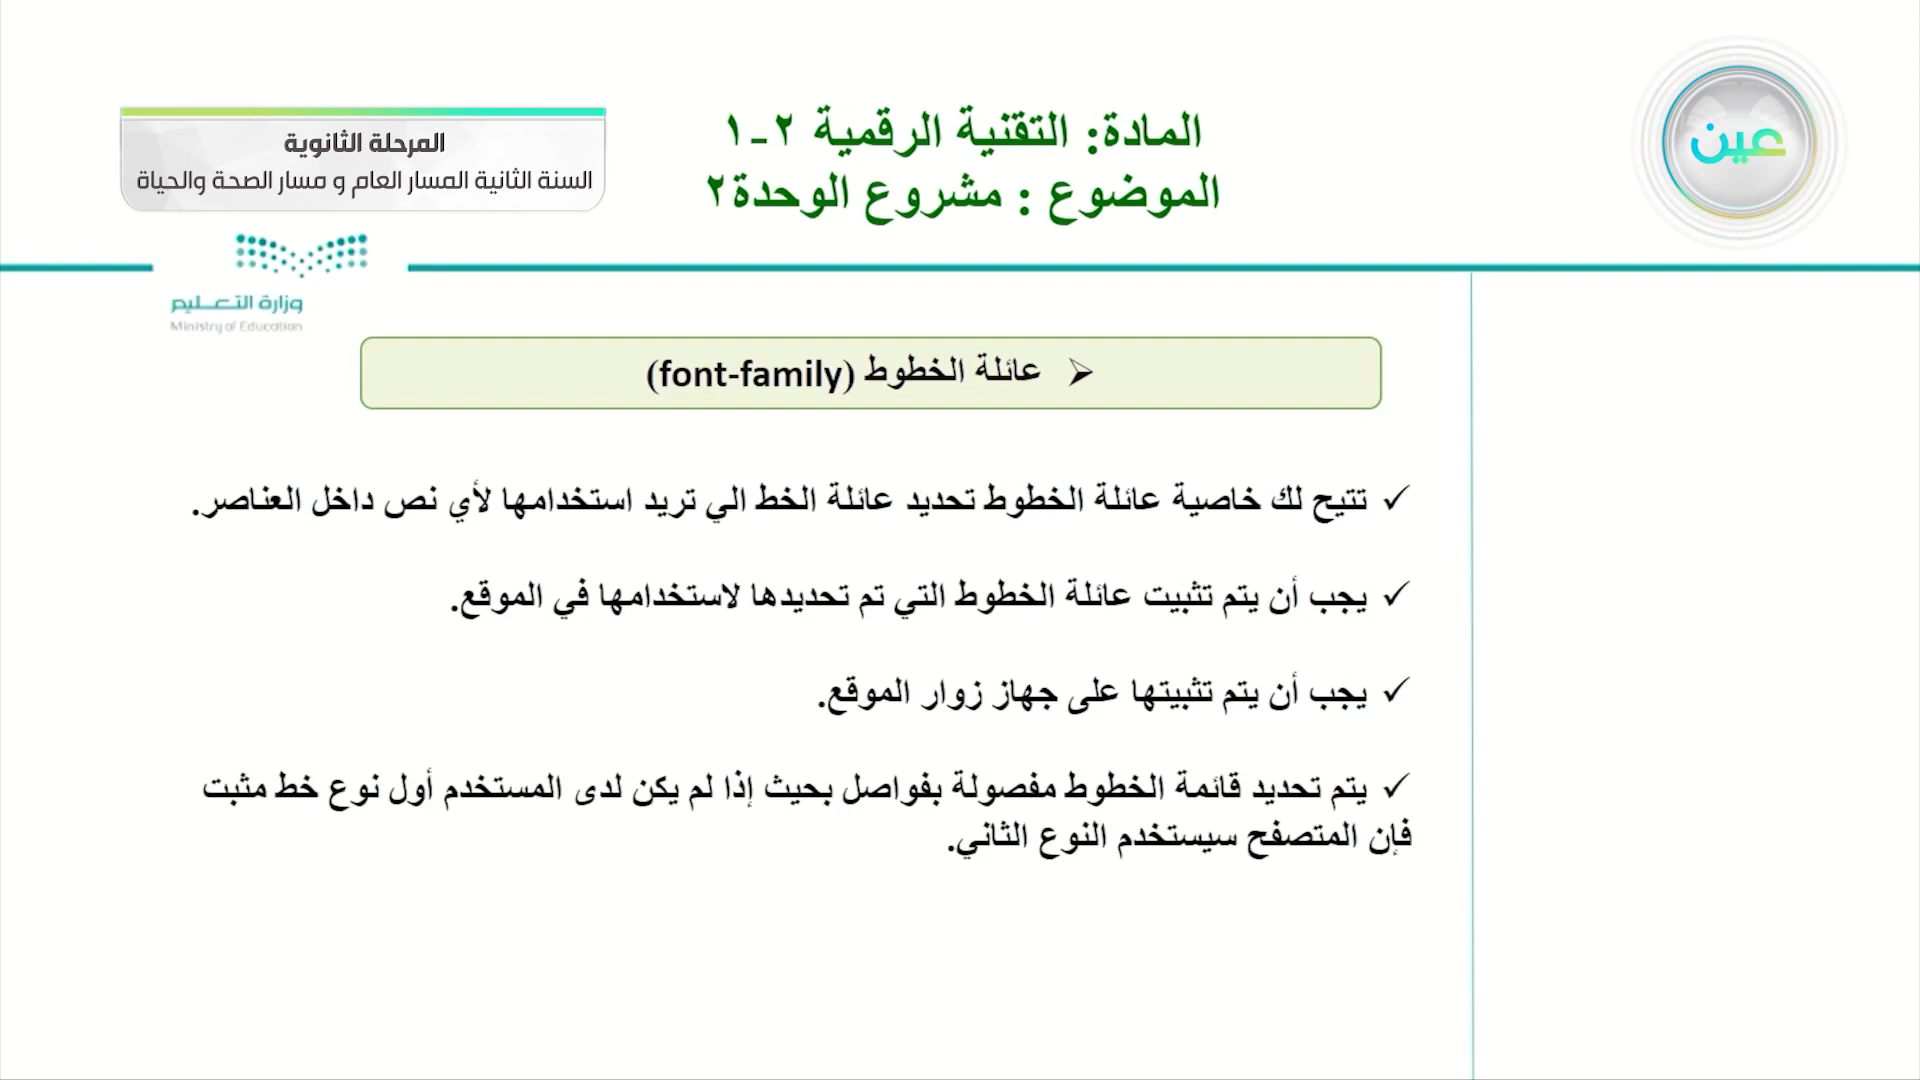 المادة: التقنية الرقمية ٢-١
الموضوع : مشروع الوحدة٢
عين
المرحلة الثانوية
السنة الثانية المسار العام و مسار الصحة والحياة
وزارة التعليم
Ministry of Education
عائلة الخطوط (font-family)
تتيح لك خاصية عائلة الخطوط تحديد عائلة الخط الي تريد استخدامها لأي نص داخل العناصر.
يجب أن يتم تثبيت عائلة الخطوط التي تم تحديدها لاستخدامها في الموقع.
يجب أن يتم تثبيتها على جهاز زوار الموقع.
يتم تحديد قائمة الخطوط مفصولة بفواصل بحيث إذا لم يكن لدى المستخدم أول نوع خط مثبت
فإن المتصفح سيستخدم النوع الثاني.